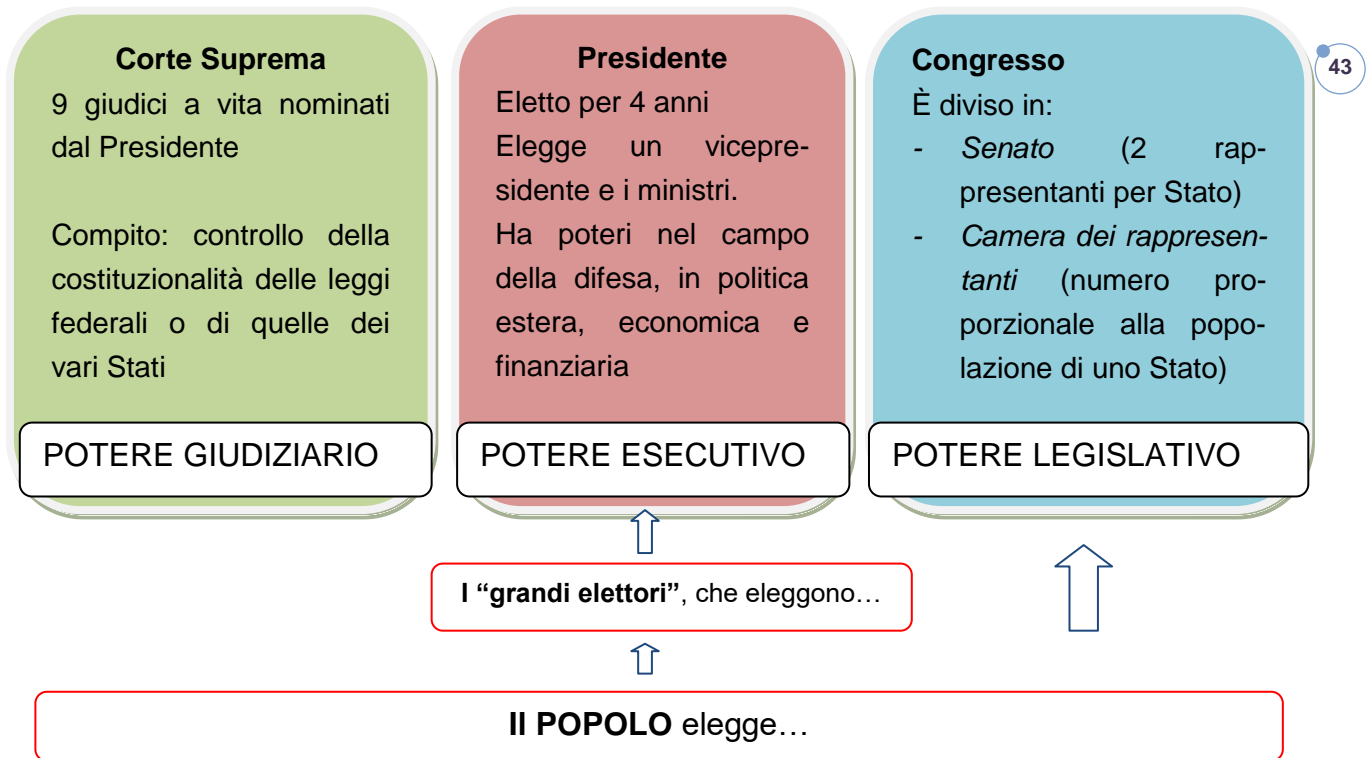 Corte Suprema
9 giudici a vita nominati
dal Presidente
Compito: controllo della
costituzionalità delle leggi
federali o di quelle dei
vari Stati
POTERE GIUDIZIARIO
Presidente
Eletto per 4 anni
Elegge un vicepre-
sidente e i ministri.
Ha poteri nel campo
della difesa, in politica
estera, economica e
finanziaria
POTERE ESECUTIVO
Congresso
È diviso in:
- Senato (2 rap-
presentanti per Stato)
- Camera dei rappresen-
tanti (numero pro-
porzionale alla popo-
lazione di uno Stato)
POTERE LEGISLATIVO
43
I “grandi elettori”, che eleggono…
Il POPOLO elegge…